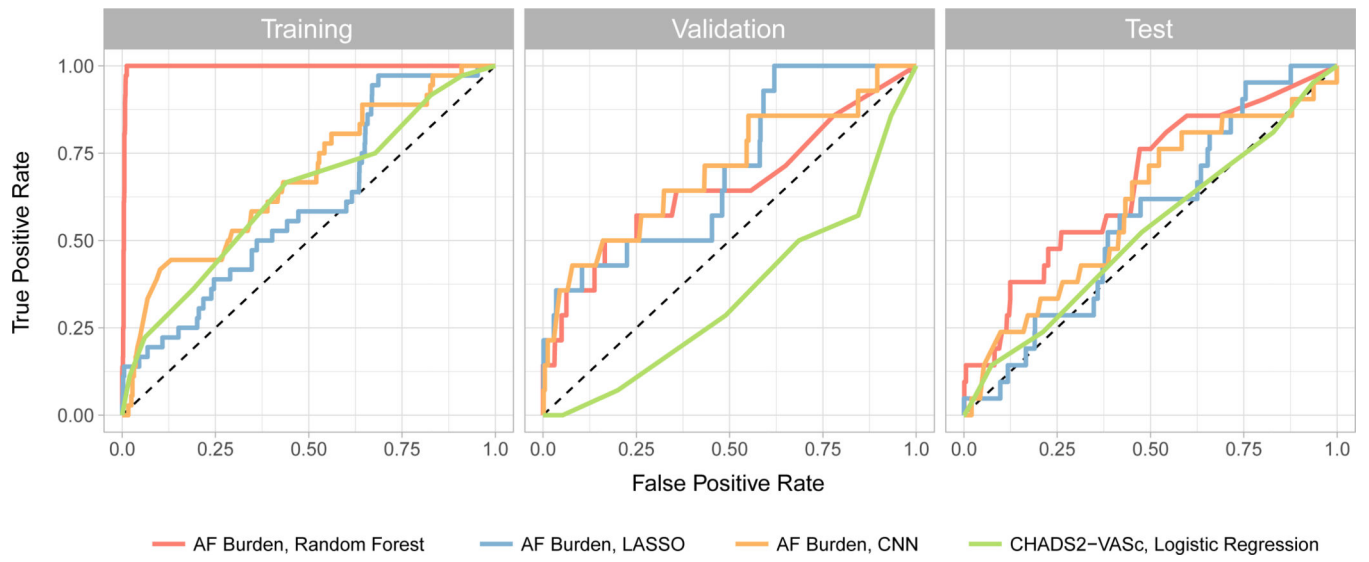 Training Validation Test
True Positive Rate
1.00
0.75
0.50
0.25
0.00
0.0 0.25 0.50 0.75 1.0 0.0 0.25 0.50 0.75 1.0 0.0 0.25 0.50 0.75 1.0
False Positive Rate
AF Burden, Random Forest AF Burden, LASSO AF Burden, CNN CHADS2−VASc, Logistic Regression